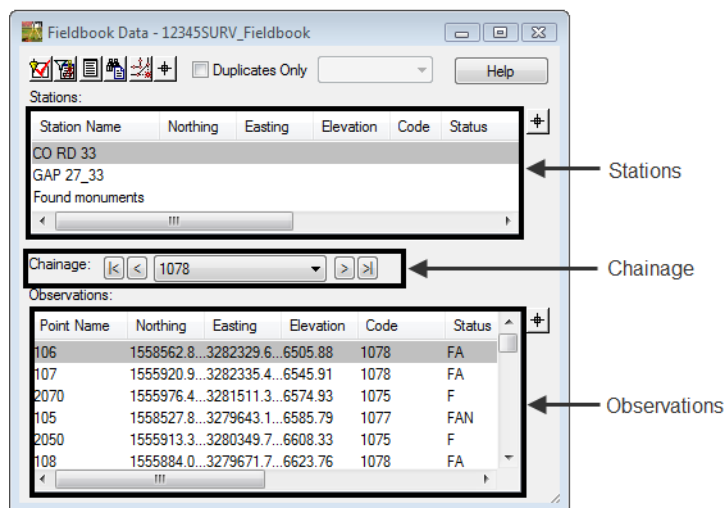 Fieldbook Data - 12345SURV_Fieldbook
Duplicates Only
Help
Stations:
Station Name Northing Easting Elevation Code Status
CO RD 33
GAP 27_33
Found monuments
Stations
Chainage: 1078
Chainage
Observations:
Point Name Northing Easting Elevation Code Status
106 1558562.8...3282329.6...6505.88 1078 FA
107 1555920.9...3282335.4...6545.91 1078 FA
2070 1555976.4...3281511.3...6574.93 1075 F
105 1558527.8...3279643.1...6585.79 1077 FAN
Observations
2050 1555913.3...3280349.7...6608.33 1075 F
108 1555884.0...3279671.7...6623.76 1078 FA